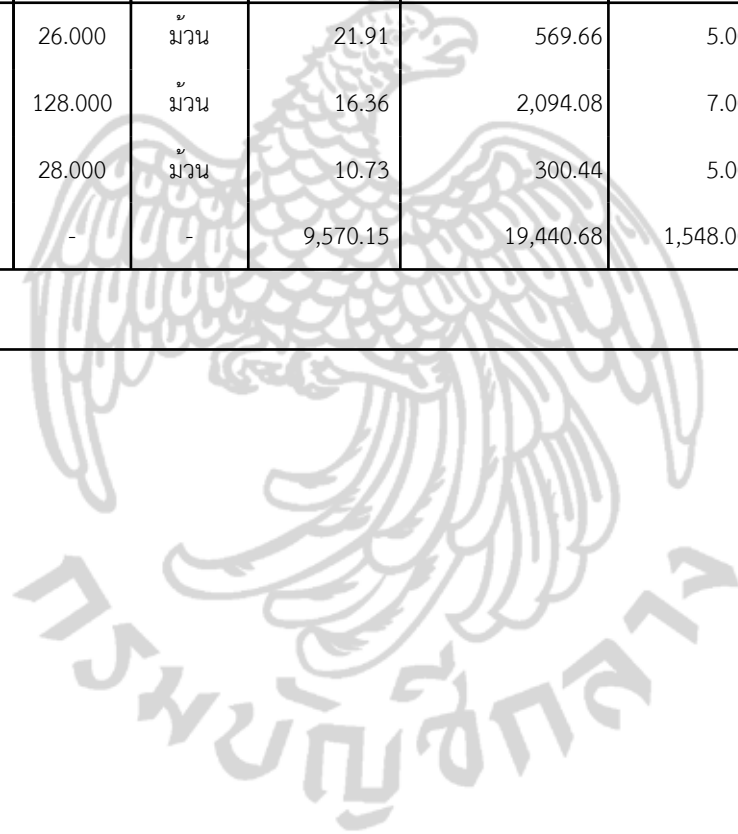 26.000 ม้วน 21.91 569.66 5.0
128.000 ม้วน 16.36 2,094.08 7.0
28.000 ม้วน 10.73 300.44 5.0
- - 9,570.15 19,440.68 1,548.0
กรมบัญชีกลาง